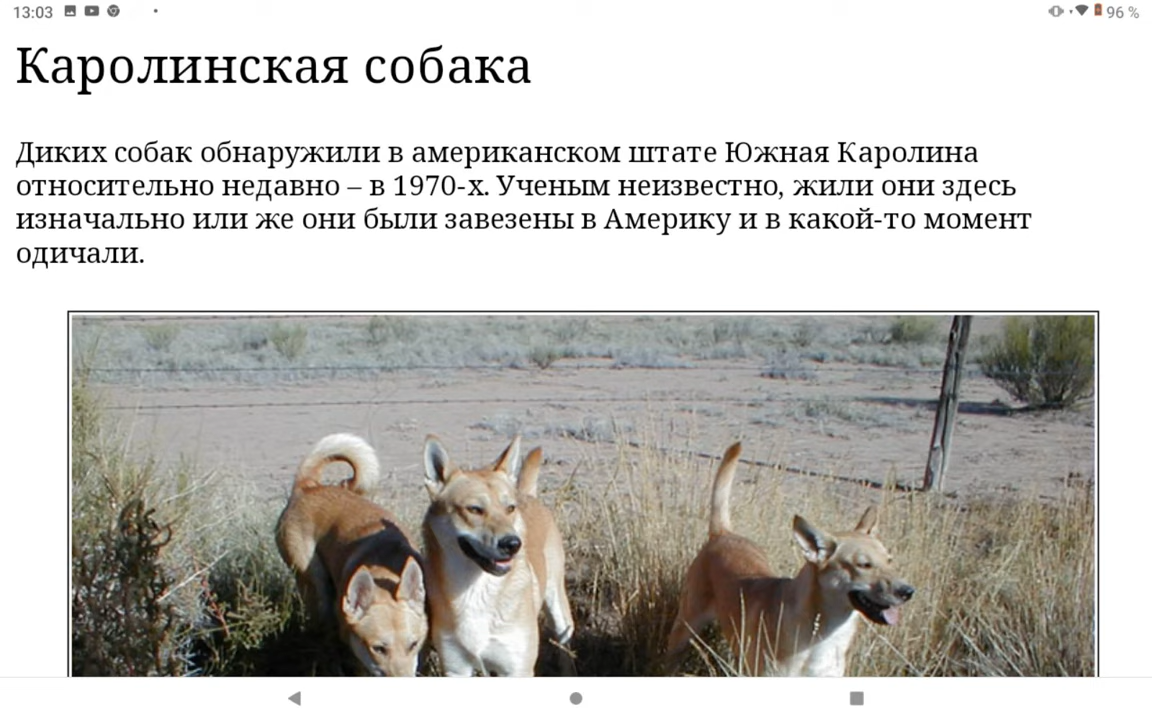 13:03
96 %
Каролинская собака
Диких собак обнаружили в американском штате Южная Каролина
относительно недавно – в 1970-х. Ученым неизвестно, жили они здесь
изначально или же они были завезены в Америку и в какой-то момент
одичали.